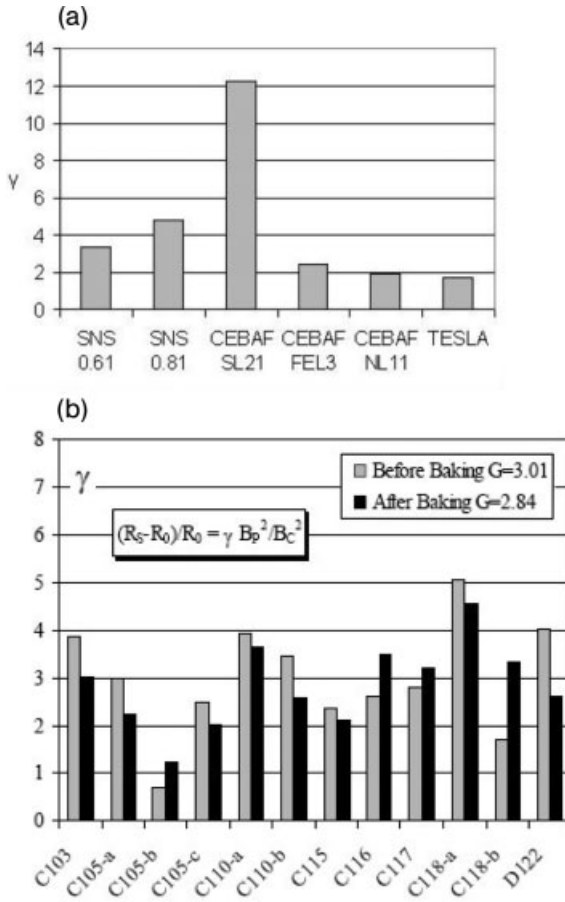 (a)
14
12
10
8
6
4
2
0
γ
SNS 0.61
SNS 0.81
CEBAF SL21
CEBAF FEL3
CEBAF NL11
TESLA
(b)
8
7
6
5
4
3
2
1
0
γ
Before Baking G=3.01
After Baking G=2.84
(R_S-R_0)/R_0 = γ B_P^2/B_C^2
C103
C105-a
C105-b
C105-c
C110-a
C110-b
C115
C116
C117
C118-a
C118-b
D122